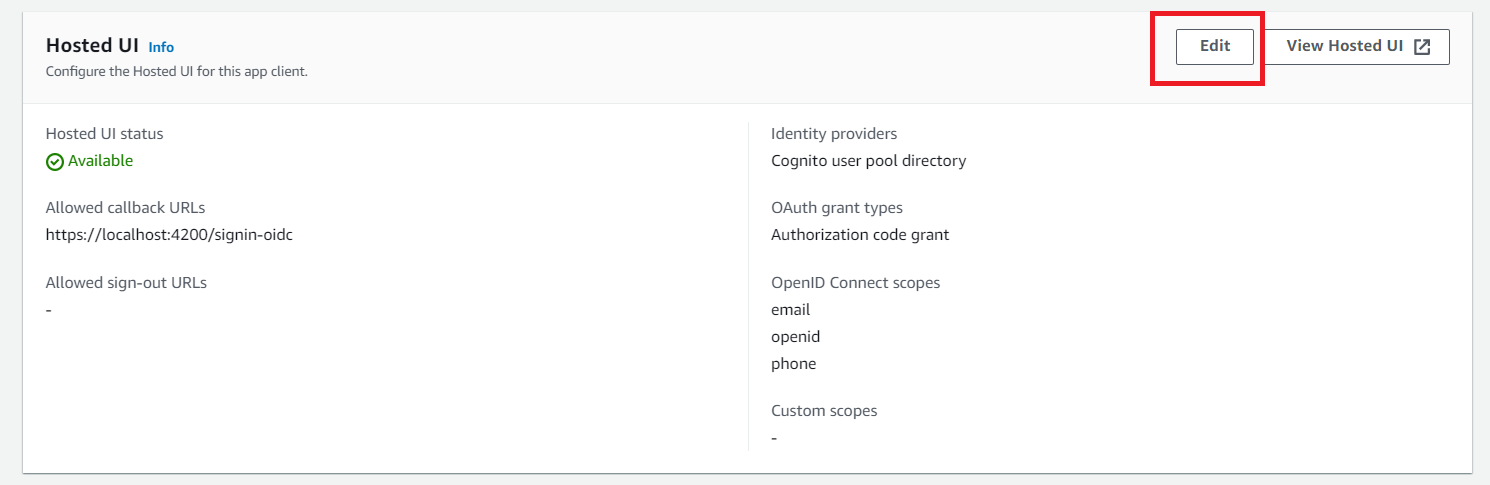 Hosted UI Info
Configure the Hosted UI for this app client.
Edit
View Hosted UI
Hosted UI status
Available
Allowed callback URLs
https://localhost:4200/signin-oidc
Allowed sign-out URLs
-
Identity providers
Cognito user pool directory
OAuth grant types
Authorization code grant
OpenID Connect scopes
email
openid
phone
Custom scopes
-